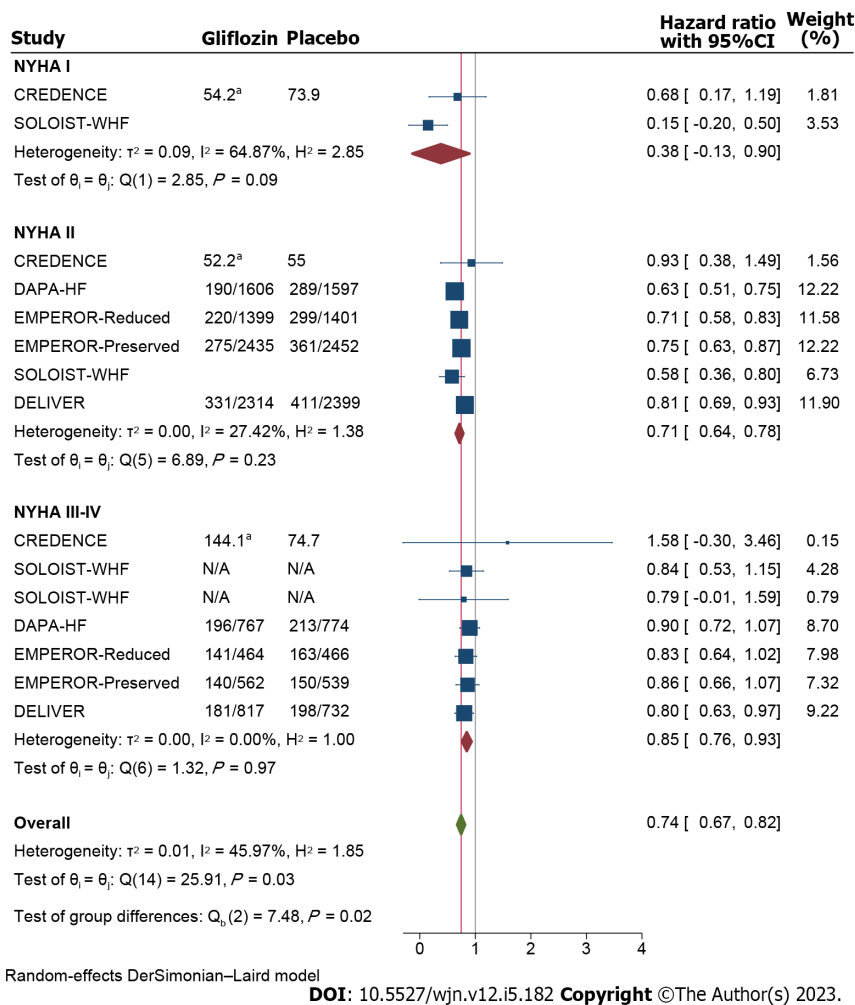 Study Gliflozin Placebo Hazard ratio with 95%CI Weight (%)
NYHA I
CREDENCE 54.2ᵃ 73.9 0.68 [ 0.17, 1.19] 1.81
SOLOIST-WHF 0.15 [ -0.20, 0.50] 3.53
Heterogeneity: τ² = 0.09, I² = 64.87%, H² = 2.85 0.38 [ -0.13, 0.90]
Test of θᵢ = θⱼ: Q(1) = 2.85, P = 0.09
NYHA II
CREDENCE 52.2ᵃ 55 0.93 [ 0.38, 1.49] 1.56
DAPA-HF 190/1606 289/1597 0.63 [ 0.51, 0.75] 12.22
EMPEROR-Reduced 220/1399 299/1401 0.71 [ 0.58, 0.83] 11.58
EMPEROR-Preserved 275/2435 361/2452 0.75 [ 0.63, 0.87] 12.22
SOLOIST-WHF 0.58 [ 0.36, 0.80] 6.73
DELIVER 331/2314 411/2399 0.81 [ 0.69, 0.93] 11.90
Heterogeneity: τ² = 0.00, I² = 27.42%, H² = 1.38 0.71 [ 0.64, 0.78]
Test of θᵢ = θⱼ: Q(5) = 6.89, P = 0.23
NYHA III-IV
CREDENCE 144.1ᵃ 74.7 1.58 [ -0.30, 3.46] 0.15
SOLOIST-WHF N/A N/A 0.84 [ 0.53, 1.15] 4.28
SOLOIST-WHF N/A N/A 0.79 [ -0.01, 1.59] 0.79
DAPA-HF 196/767 213/774 0.90 [ 0.72, 1.07] 8.70
EMPEROR-Reduced 141/464 163/466 0.83 [ 0.64, 1.02] 7.98
EMPEROR-Preserved 140/562 150/539 0.86 [ 0.66, 1.07] 7.32
DELIVER 181/817 198/732 0.80 [ 0.63, 0.97] 9.22
Heterogeneity: τ² = 0.00, I² = 0.00%, H² = 1.00 0.85 [ 0.76, 0.93]
Test of θᵢ = θⱼ: Q(6) = 1.32, P = 0.97
Overall 0.74 [ 0.67, 0.82]
Heterogeneity: τ² = 0.01, I² = 45.97%, H² = 1.85
Test of θᵢ = θⱼ: Q(14) = 25.91, P = 0.03
Test of group differences: Q_b(2) = 7.48, P = 0.02
0 1 2 3 4
Random-effects DerSimonian–Laird model
DOI: 10.5527/wjn.v12.i5.182 Copyright ©The Author(s) 2023.